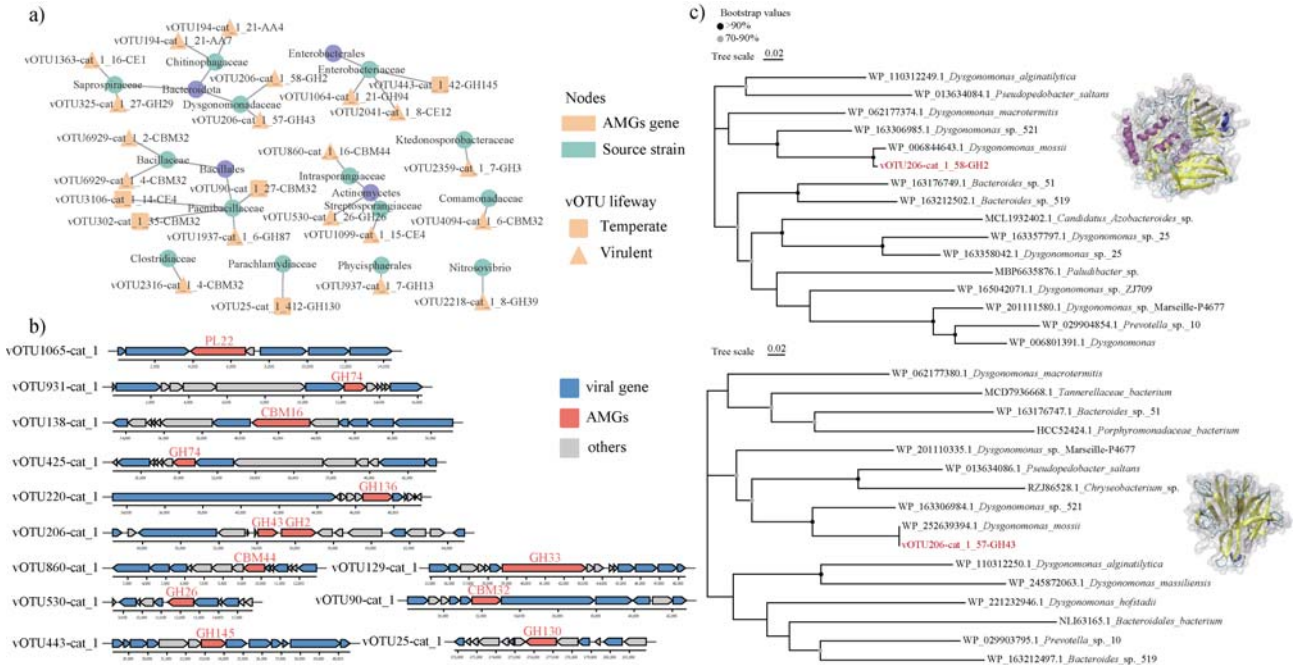 a)
vOTU194-cat_1_21-AA4
vOTU194-cat_1_21-AA7
vOTU1363-cat_1_16-CE1
Chitinophagaceae
Saprospiraceae
Bacteroidota
vOTU206-cat_1_58-GH2
Dysgonomonadaceae
vOTU325-cat_1_27-GH29
vOTU206-cat_1_57-GH43
Enterobacterales
Enterobacteriaceae
vOTU443-cat_1_42-GH145
vOTU1064-cat_1_21-GH94
vOTU2041-cat_1_8-CE12
vOTU6929-cat_1_2-CBM32
Bacillaceae
Bacillales
vOTU6929-cat_1_4-CBM32
vOTU90-cat_1_27-CBM32
vOTU3106-cat_1_14-CE4
Paenibacillaceae
vOTU302-cat_1_35-CBM32
vOTU1937-cat_1_6-GH87
vOTU860-cat_1_16-CBM44
Intrasporangiaceae
Actinomycetes
Streptosporangiaceae
vOTU530-cat_1_26-GH26
vOTU1099-cat_1_15-CE4
Ktedonosporobacteraceae
vOTU2359-cat_1_7-GH3
Comamonadaceae
vOTU4094-cat_1_6-CBM32
Clostridiaceae
vOTU2316-cat_1_4-CBM32
Parachlamydiaceae
vOTU25-cat_1_412-GH130
Phycisphaerales
vOTU937-cat_1_7-GH13
Nitrosovibrio
vOTU2218-cat_1_8-GH39
Nodes
AMGs gene
Source strain
vOTU lifeway
Temperate
Virulent
b)
vOTU1065-cat_1
PL22
vOTU931-cat_1
GH74
vOTU138-cat_1
CBM16
vOTU425-cat_1
GH74
vOTU220-cat_1
GH136
vOTU206-cat_1
GH43 GH2
vOTU860-cat_1
CBM44
vOTU129-cat_1
GH33
vOTU530-cat_1
GH26
vOTU90-cat_1
CBM32
vOTU443-cat_1
GH145
vOTU25-cat_1
GH130
viral gene
AMGs
others
c)
Bootstrap values
>90%
70-90%
Tree scale 0.02
WP_110312249.1_Dysgonomonas_alginatilytica
WP_013634084.1_Pseudopedobacter_saltans
WP_062177374.1_Dysgonomonas_macrotermitis
WP_163306985.1_Dysgonomonas_sp._521
WP_006844643.1_Dysgonomonas_mossii
vOTU206-cat_1_58-GH2
WP_163176749.1_Bacteroides_sp._51
WP_163212502.1_Bacteroides_sp._519
MCL1932402.1_Candidatus_Azobacteroides_sp.
WP_163357797.1_Dysgonomonas_sp._25
WP_163358042.1_Dysgonomonas_sp._25
MBP6635876.1_Paludibacter_sp.
WP_165042071.1_Dysgonomonas_sp._ZJ709
WP_201111580.1_Dysgonomonas_sp._Marseille-P4677
WP_029904854.1_Prevotella_sp._10
WP_006801391.1_Dysgonomonas
Tree scale 0.02
WP_062177380.1_Dysgonomonas_macrotermitis
MCD7936668.1_Tannerellaceae_bacterium
WP_163176747.1_Bacteroides_sp._51
HCC52424.1_Porphyromonadaceae_bacterium
WP_201110335.1_Dysgonomonas_sp._Marseille-P4677
WP_013634086.1_Pseudopedobacter_saltans
RZJ86528.1_Chryseobacterium_sp.
WP_163306984.1_Dysgonomonas_sp._521
WP_252639394.1_Dysgonomonas_mossii
vOTU206-cat_1_57-GH43
WP_110312250.1_Dysgonomonas_alginatilytica
WP_245872063.1_Dysgonomonas_massiliensis
WP_221232946.1_Dysgonomonas_hofstadii
NLI63165.1_Bacteroidales_bacterium
WP_029903795.1_Prevotella_sp._10
WP_163212497.1_Bacteroides_sp._519